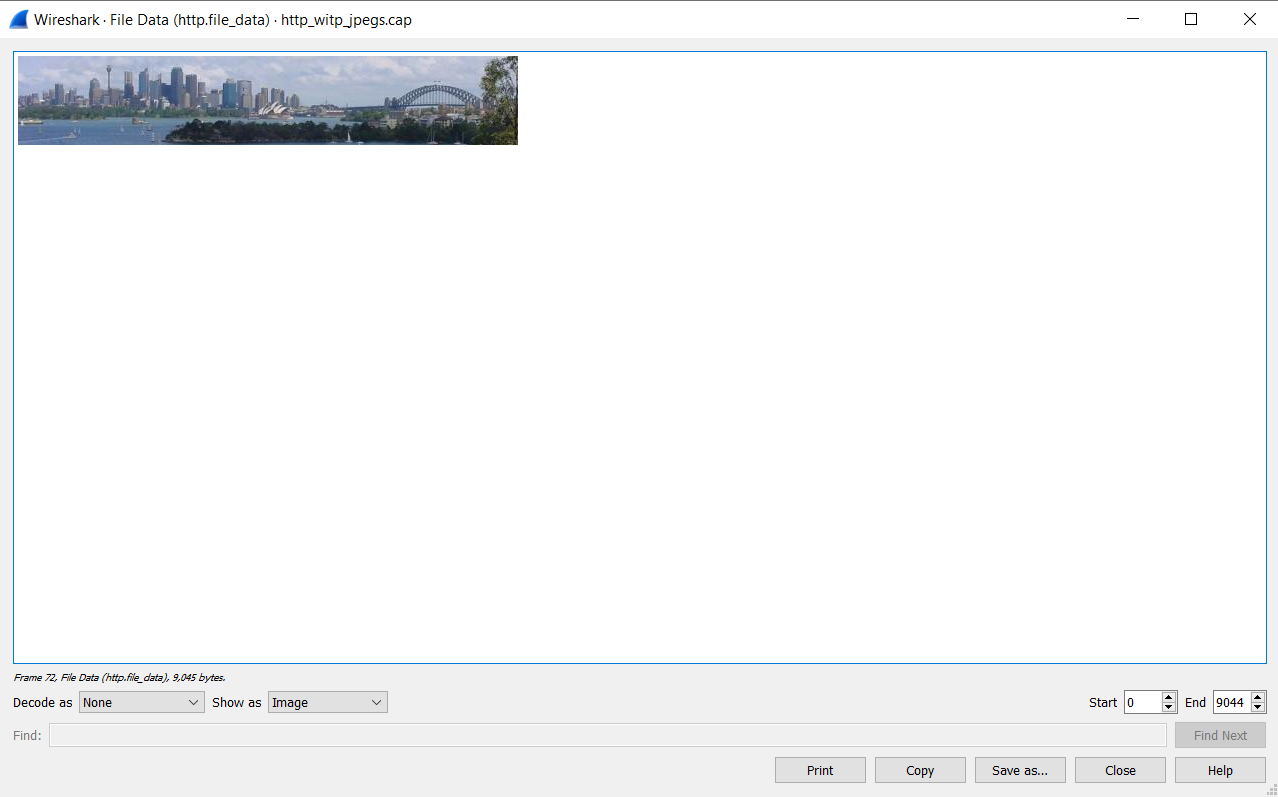 Wireshark · File Data (http.file_data) · http_witp_jpegs.cap
Frame 72, File Data (http.file_data), 9,045 bytes.
Decode as None Show as Image Start 0 End 9044
Find: Find Next
Print Copy Save as... Close Help